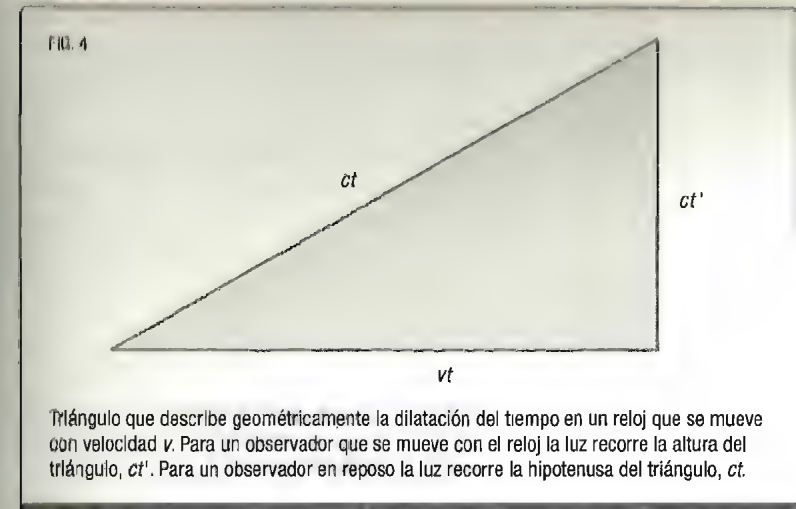 FIG. 4
ct
ct'
vt
Triángulo que describe geométricamente la dilatación del tiempo en un reloj que se mueve
con velocidad v. Para un observador que se mueve con el reloj la luz recorre la altura del
triángulo, ct'. Para un observador en reposo la luz recorre la hipotenusa del triángulo, ct.